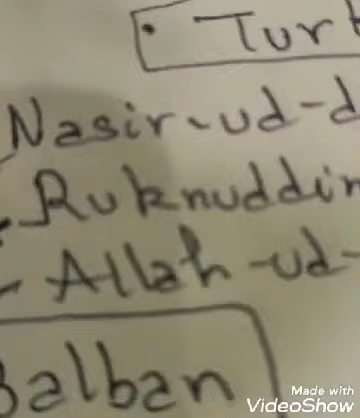 • Tur
Nasir-ud-d
Ruknuddin
- Allah-ud-
Balban
Made with
VideoShow